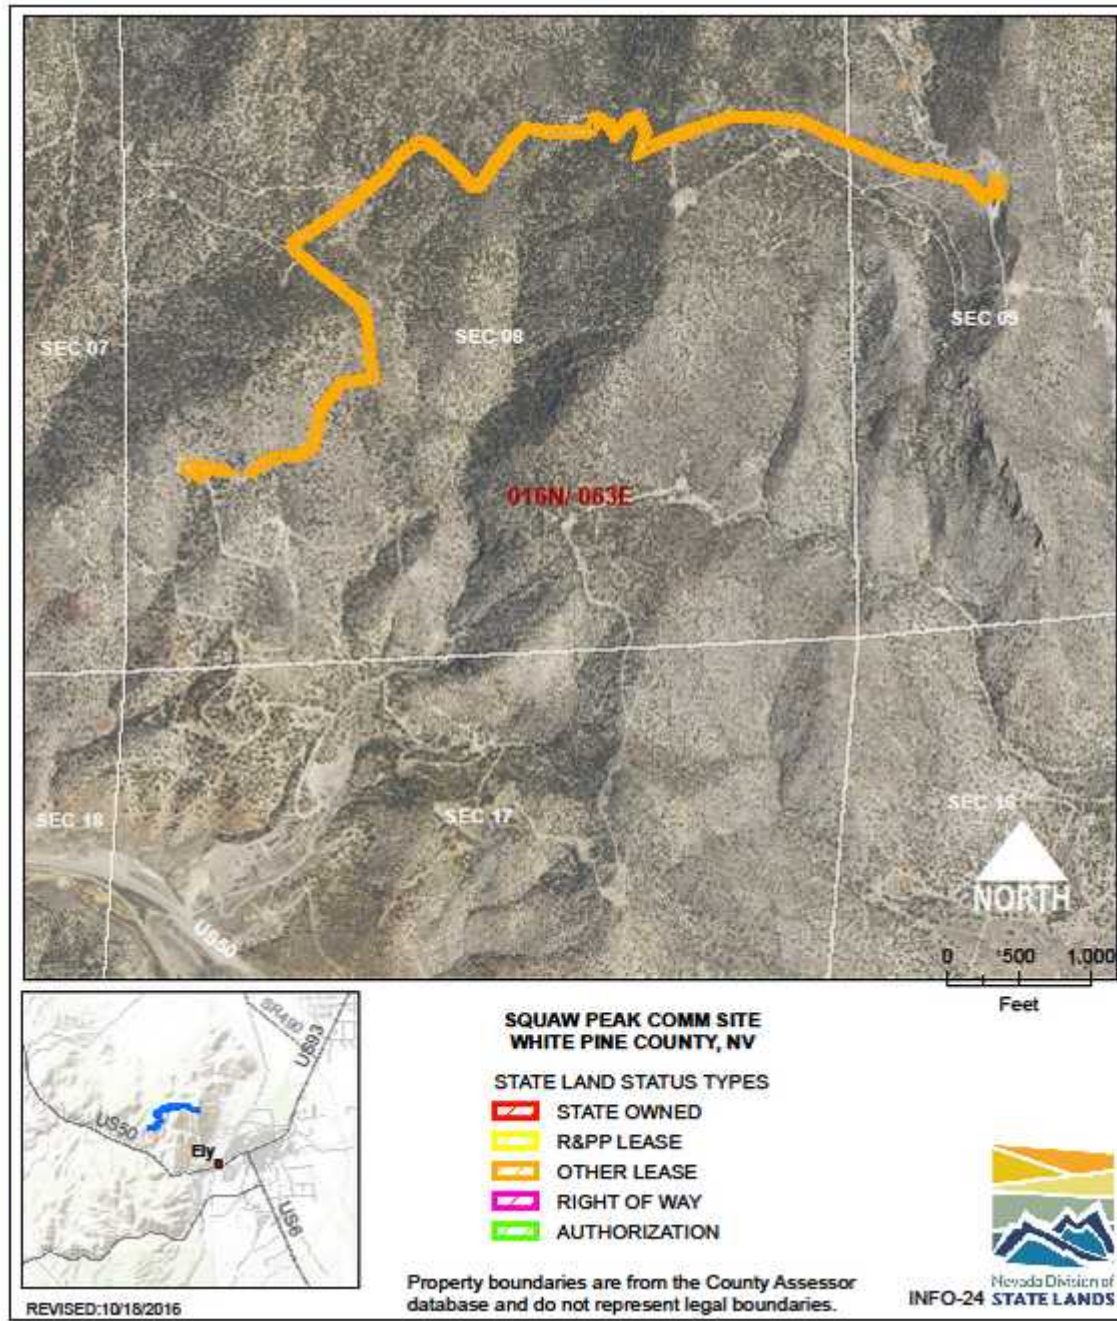 SEC 07
SEC 08
SEC 09
016N/ 063E
SEC 18
SEC 17
SEC 16
US50
NORTH
0 500 1,000
Feet
SR490
US93
US50
Ely
US6
SQUAW PEAK COMM SITE
WHITE PINE COUNTY, NV
STATE LAND STATUS TYPES
STATE OWNED
R&PP LEASE
OTHER LEASE
RIGHT OF WAY
AUTHORIZATION
Property boundaries are from the County Assessor
database and do not represent legal boundaries.
REVISED:10/18/2016
INFO-24
Nevada Division of
STATE LANDS